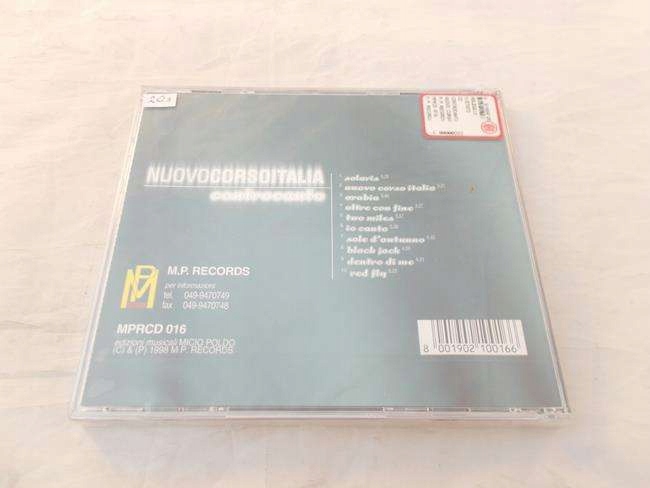 20s
NUOVOCORSOITALIA
controcanto
solaris
nuovo corso italia
arabia
oltre con fine
two miles
io canto
sole d'autunno
black jack
dentro di me
red fly
M.P. RECORDS
per informazioni
tel. 049-9470749
fax 049-9470748
MPRCD 016
edizioni musicali MICIO POLDO
(C) & (P) 1998 M.P. RECORDS
8 001902 100166